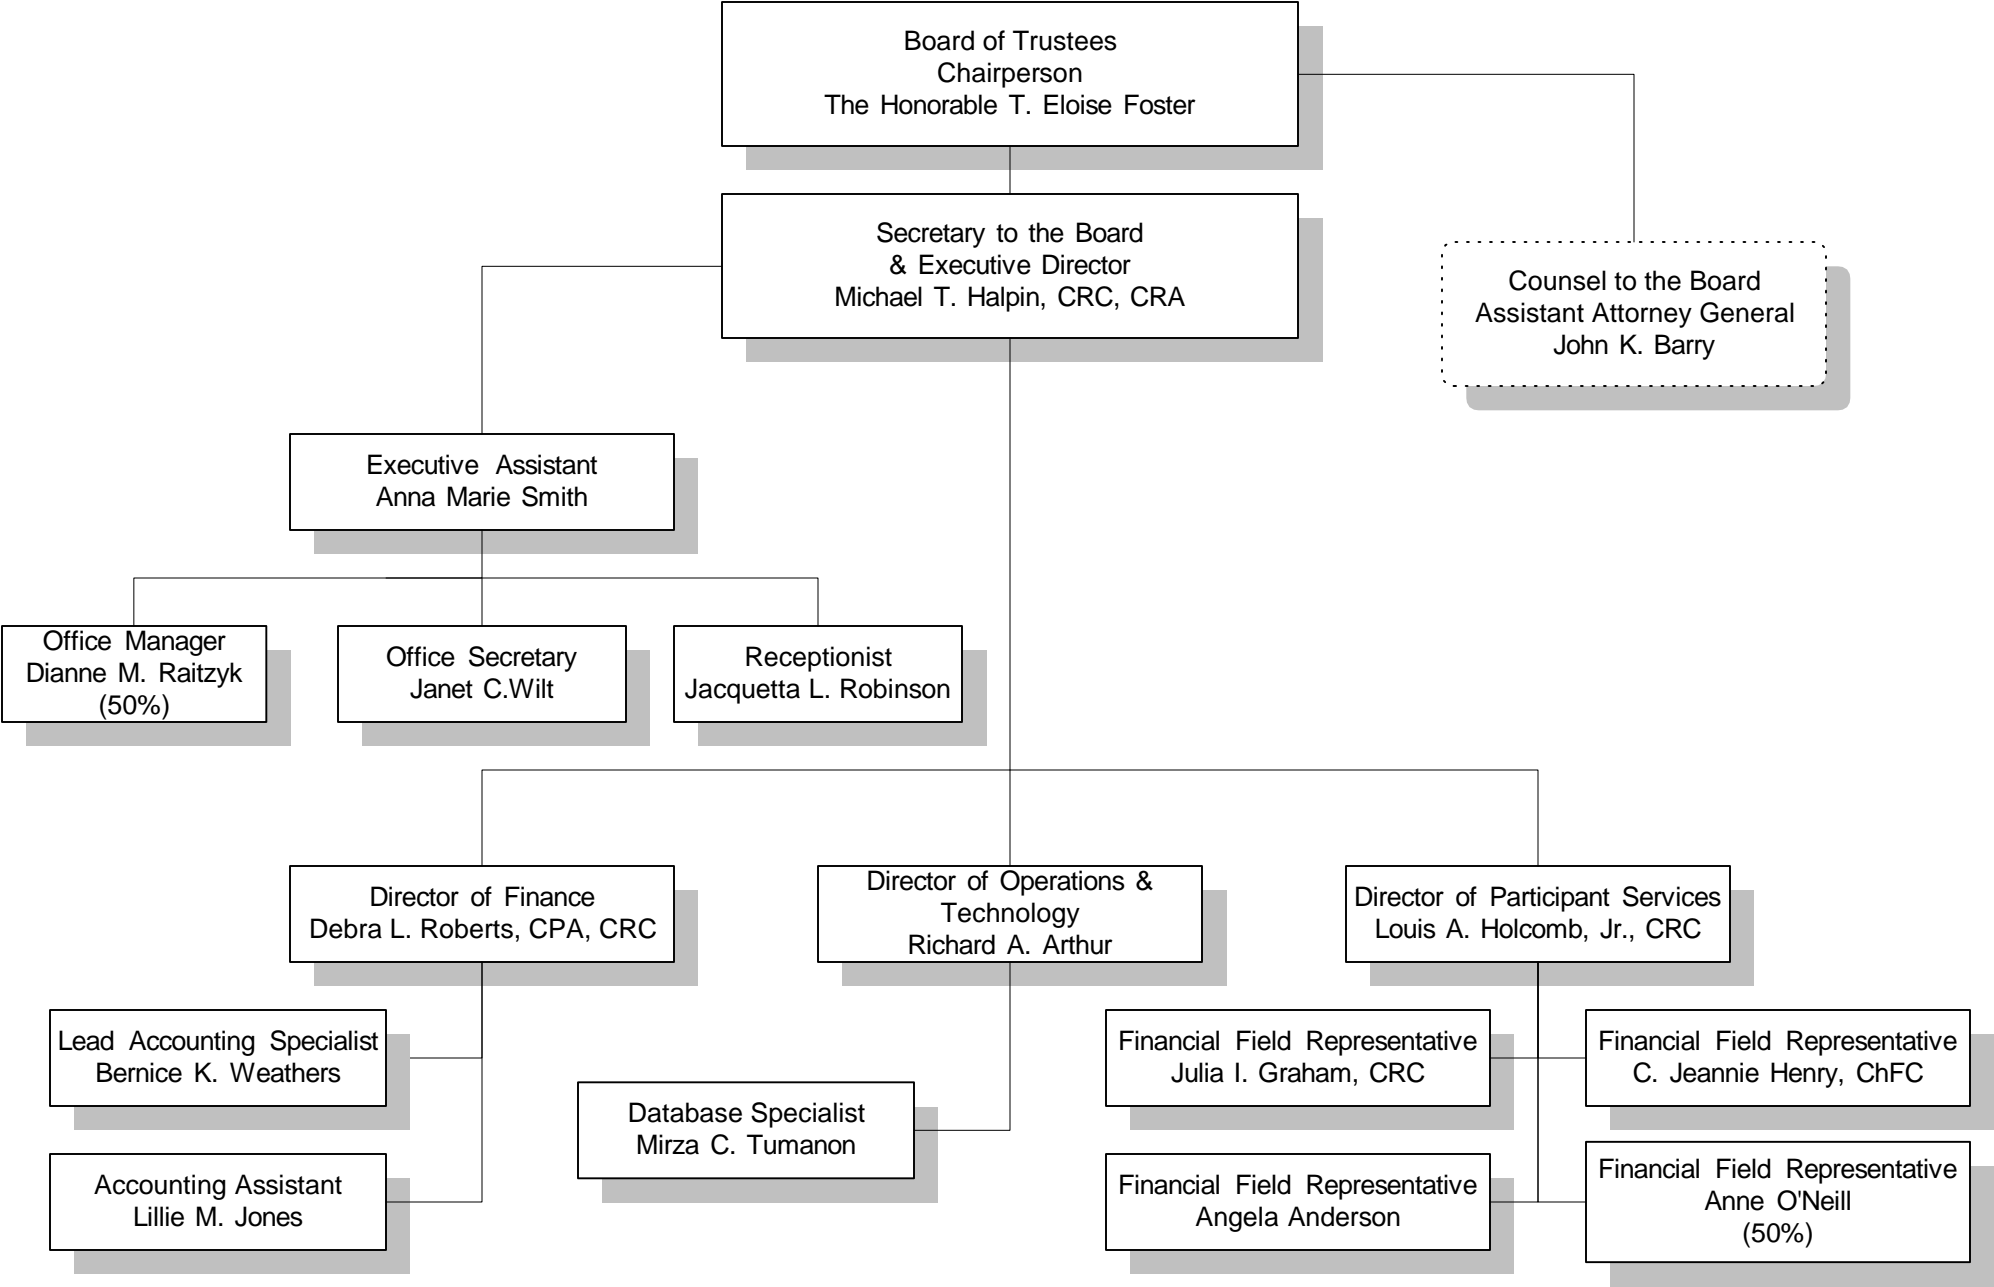 Board of Trustees
Chairperson
The Honorable T. Eloise Foster
Secretary to the Board
& Executive Director
Michael T. Halpin, CRC, CRA
Counsel to the Board
Assistant Attorney General
John K. Barry
Executive Assistant
Anna Marie Smith
Office Manager
Dianne M. Raitzyk
(50%)
Office Secretary
Janet C.Wilt
Receptionist
Jacquetta L. Robinson
Director of Finance
Debra L. Roberts, CPA, CRC
Director of Operations &
Technology
Richard A. Arthur
Director of Participant Services
Louis A. Holcomb, Jr., CRC
Lead Accounting Specialist
Bernice K. Weathers
Accounting Assistant
Lillie M. Jones
Database Specialist
Mirza C. Tumanon
Financial Field Representative
Julia I. Graham, CRC
Financial Field Representative
C. Jeannie Henry, ChFC
Financial Field Representative
Angela Anderson
Financial Field Representative
Anne O'Neill
(50%)